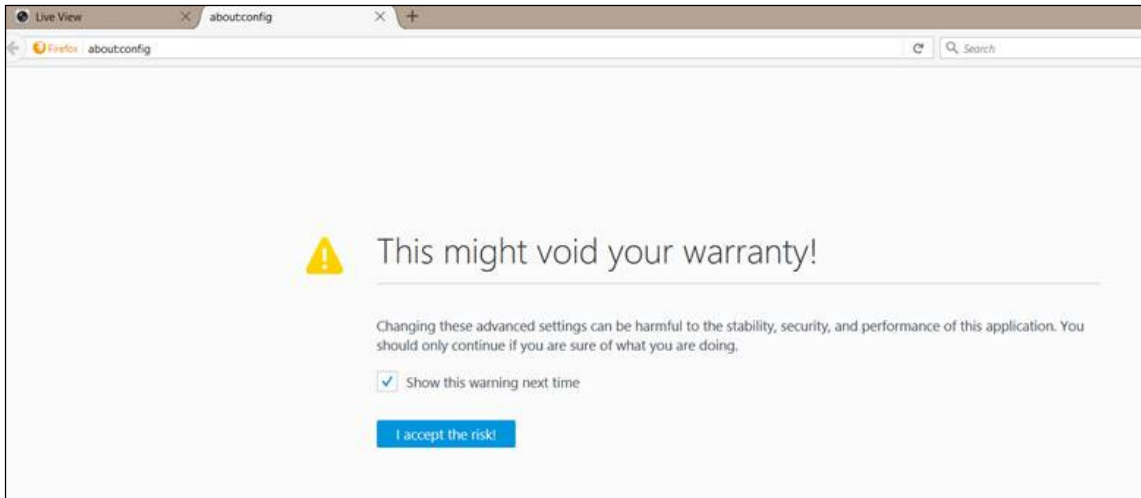 Live View
about:config
Firefox about:config
Search
This might void your warranty!
Changing these advanced settings can be harmful to the stability, security, and performance of this application. You
should only continue if you are sure of what you are doing.
Show this warning next time
I accept the risk!